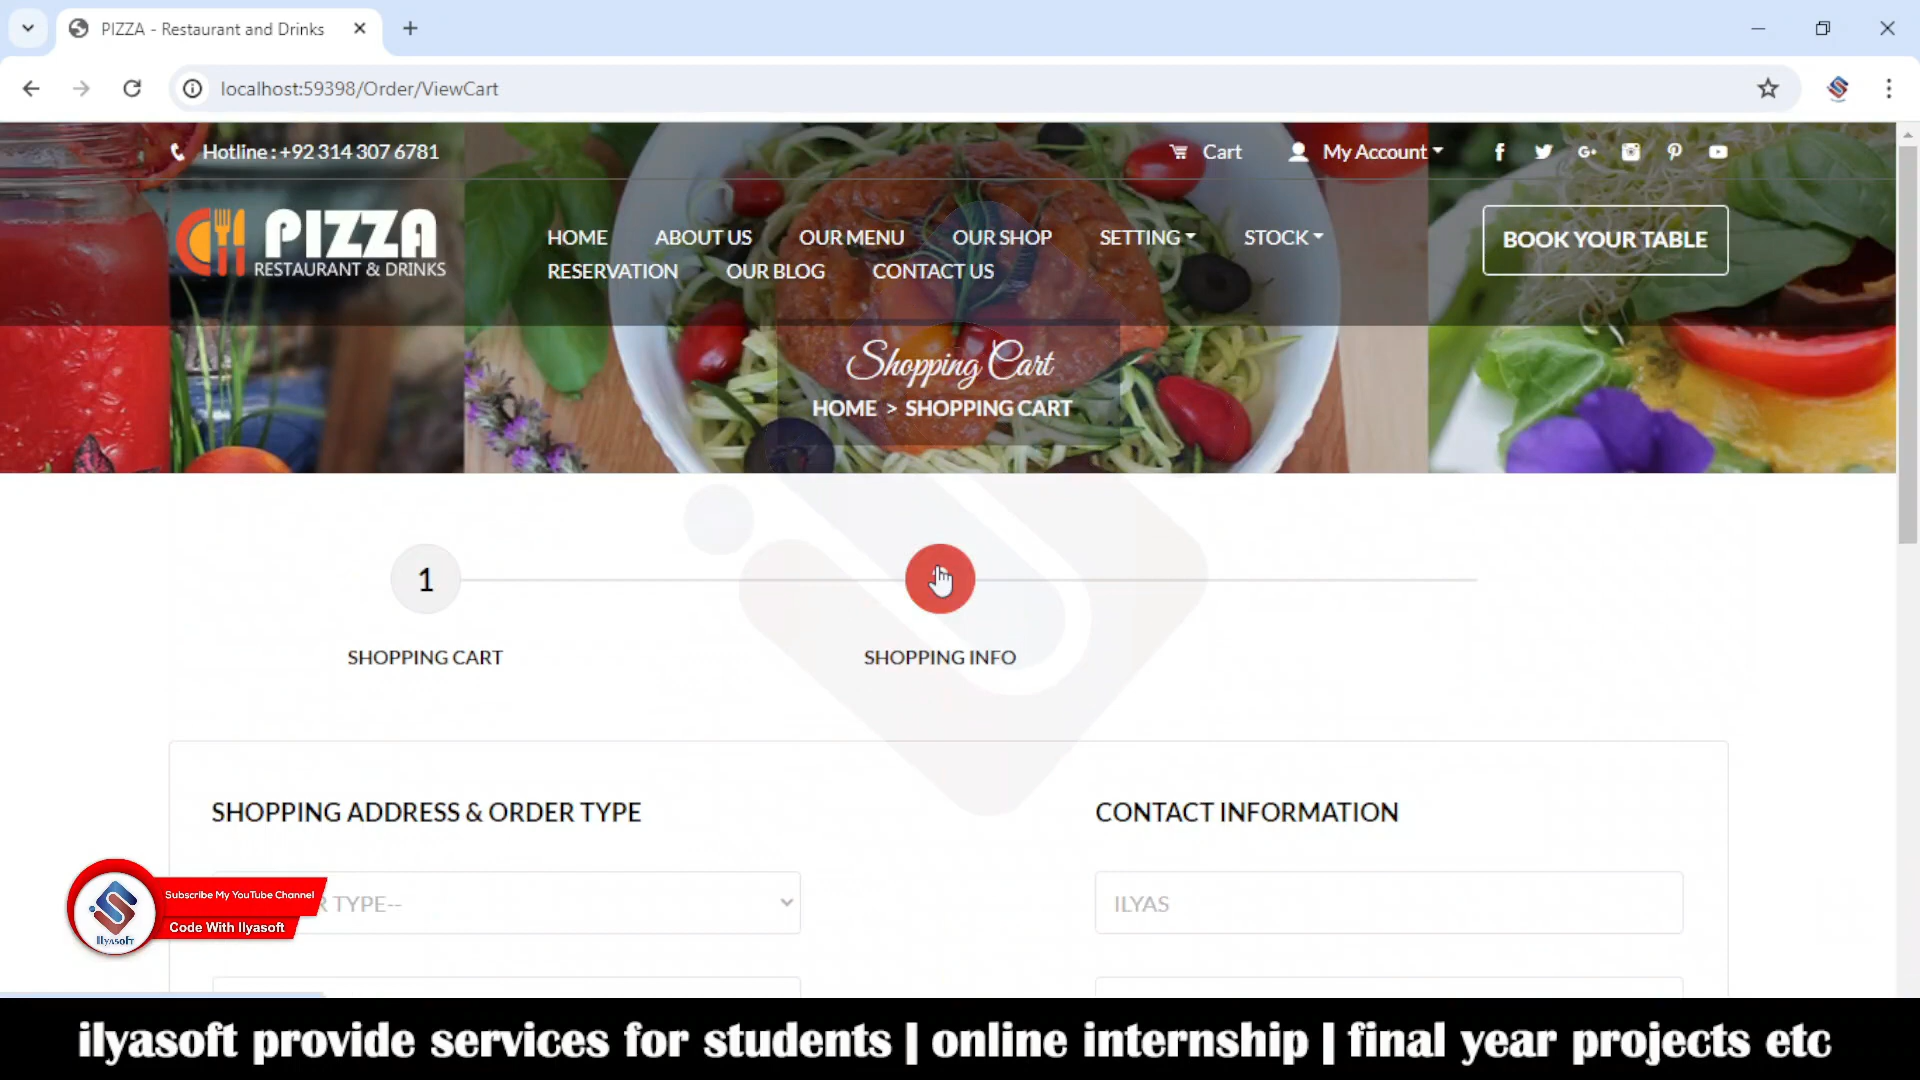 PIZZA - Restaurant and Drinks
localhost:59398/Order/ViewCart
Hotline : +92 314 307 6781
Cart
My Account
PIZZA
RESTAURANT & DRINKS
HOME ABOUT US OUR MENU OUR SHOP SETTING STOCK
RESERVATION OUR BLOG CONTACT US
BOOK YOUR TABLE
Shopping Cart
HOME > SHOPPING CART
1
SHOPPING CART
SHOPPING INFO
SHOPPING ADDRESS & ORDER TYPE
CONTACT INFORMATION
TYPE--
ILYAS
Subscribe My YouTube Channel
Code With Ilyasoft
Ilyasoft
ilyasoft provide services for students | online internship | final year projects etc